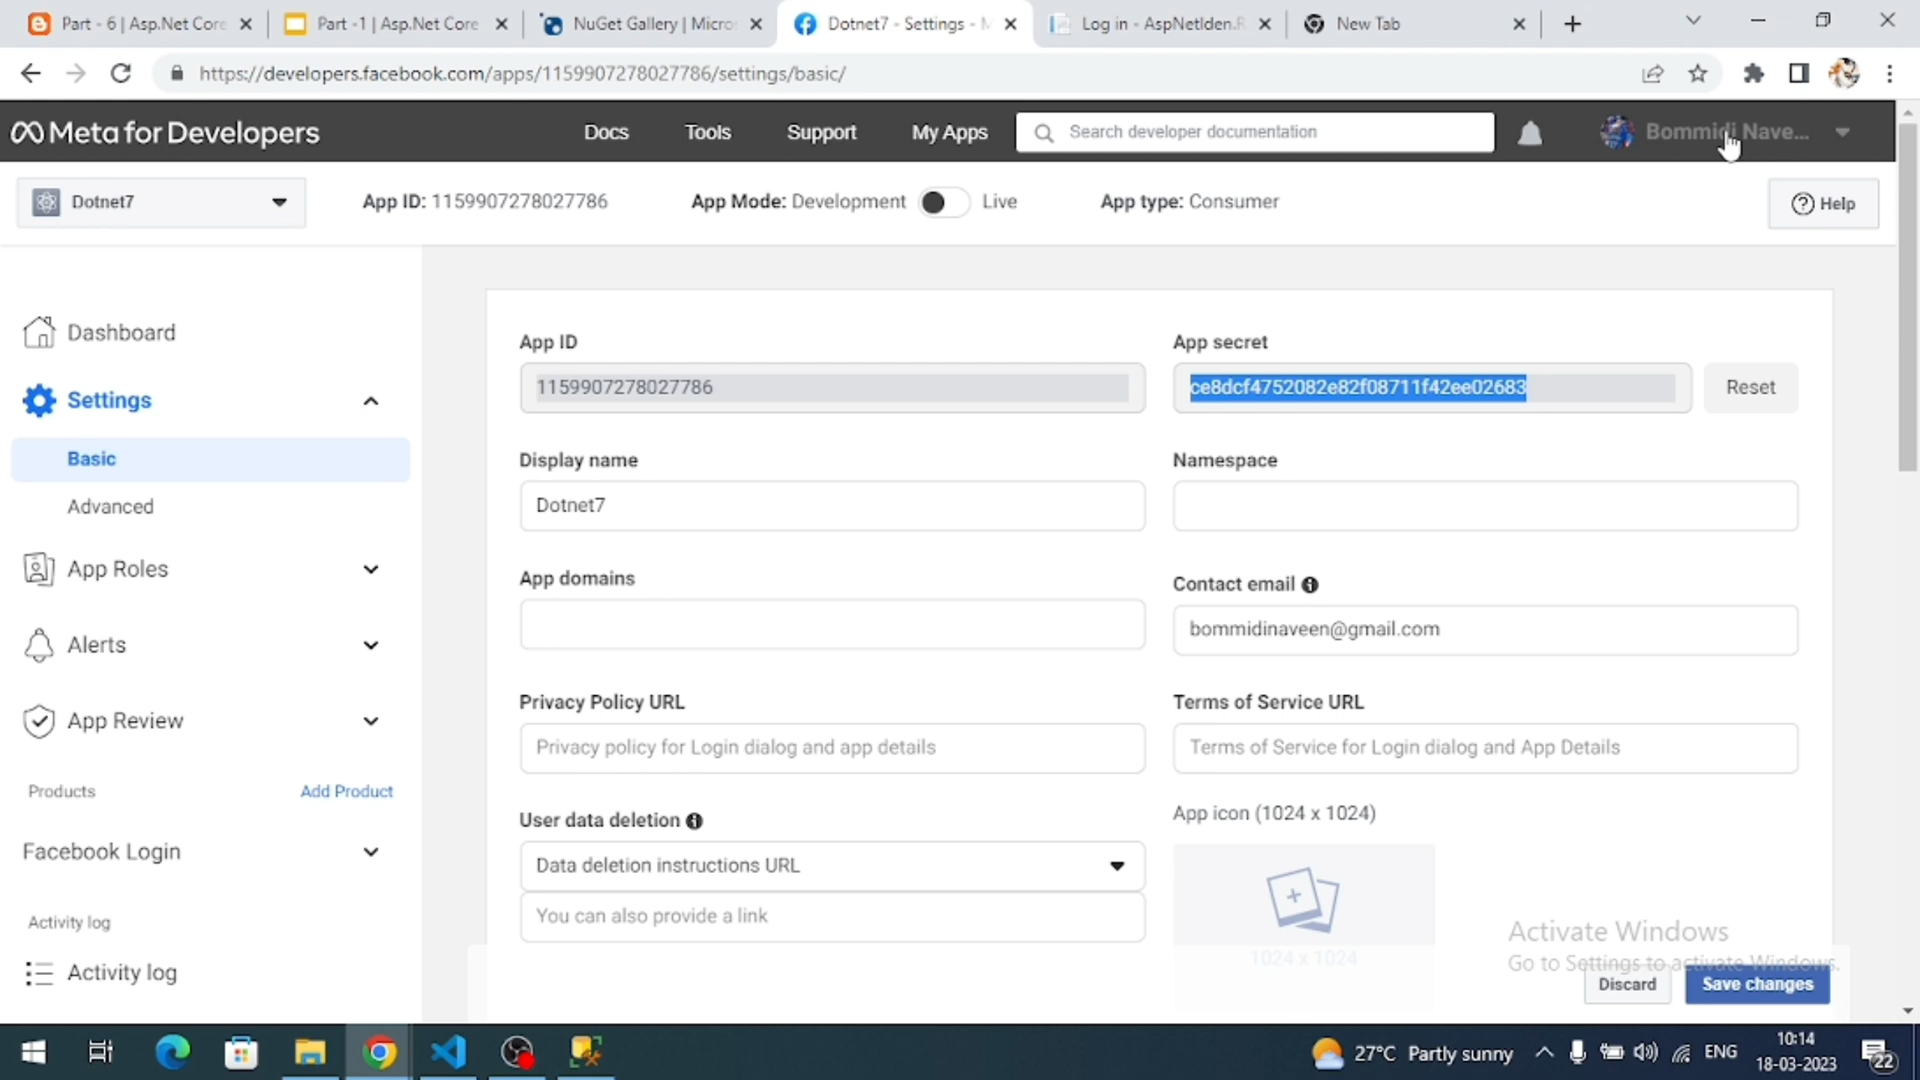 Part - 6 | Asp.Net Core
Part -1 | Asp.Net Core
NuGet Gallery | Micros
Dotnet7 - Settings - M
Log in - AspNetIden.R
New Tab
https://developers.facebook.com/apps/1159907278027786/settings/basic/
Meta for Developers
Docs
Tools
Support
My Apps
Search developer documentation
Bommidi Nave...
Dotnet7
App ID: 1159907278027786
App Mode: Development
Live
App type: Consumer
Help
Dashboard
Settings
Basic
Advanced
App Roles
Alerts
App Review
Products
Add Product
Facebook Login
Activity log
Activity log
App ID
1159907278027786
App secret
ce8dcf4752082e82f08711f42ee02683
Reset
Display name
Dotnet7
Namespace
App domains
Contact email
bommidinaveen@gmail.com
Privacy Policy URL
Privacy policy for Login dialog and app details
Terms of Service URL
Terms of Service for Login dialog and App Details
User data deletion
Data deletion instructions URL
You can also provide a link
App icon (1024 x 1024)
1024 x 1024
Activate Windows
Go to Settings to activate Windows.
Discard
Save changes
27°C Partly sunny
ENG
10:14
18-03-2023
22